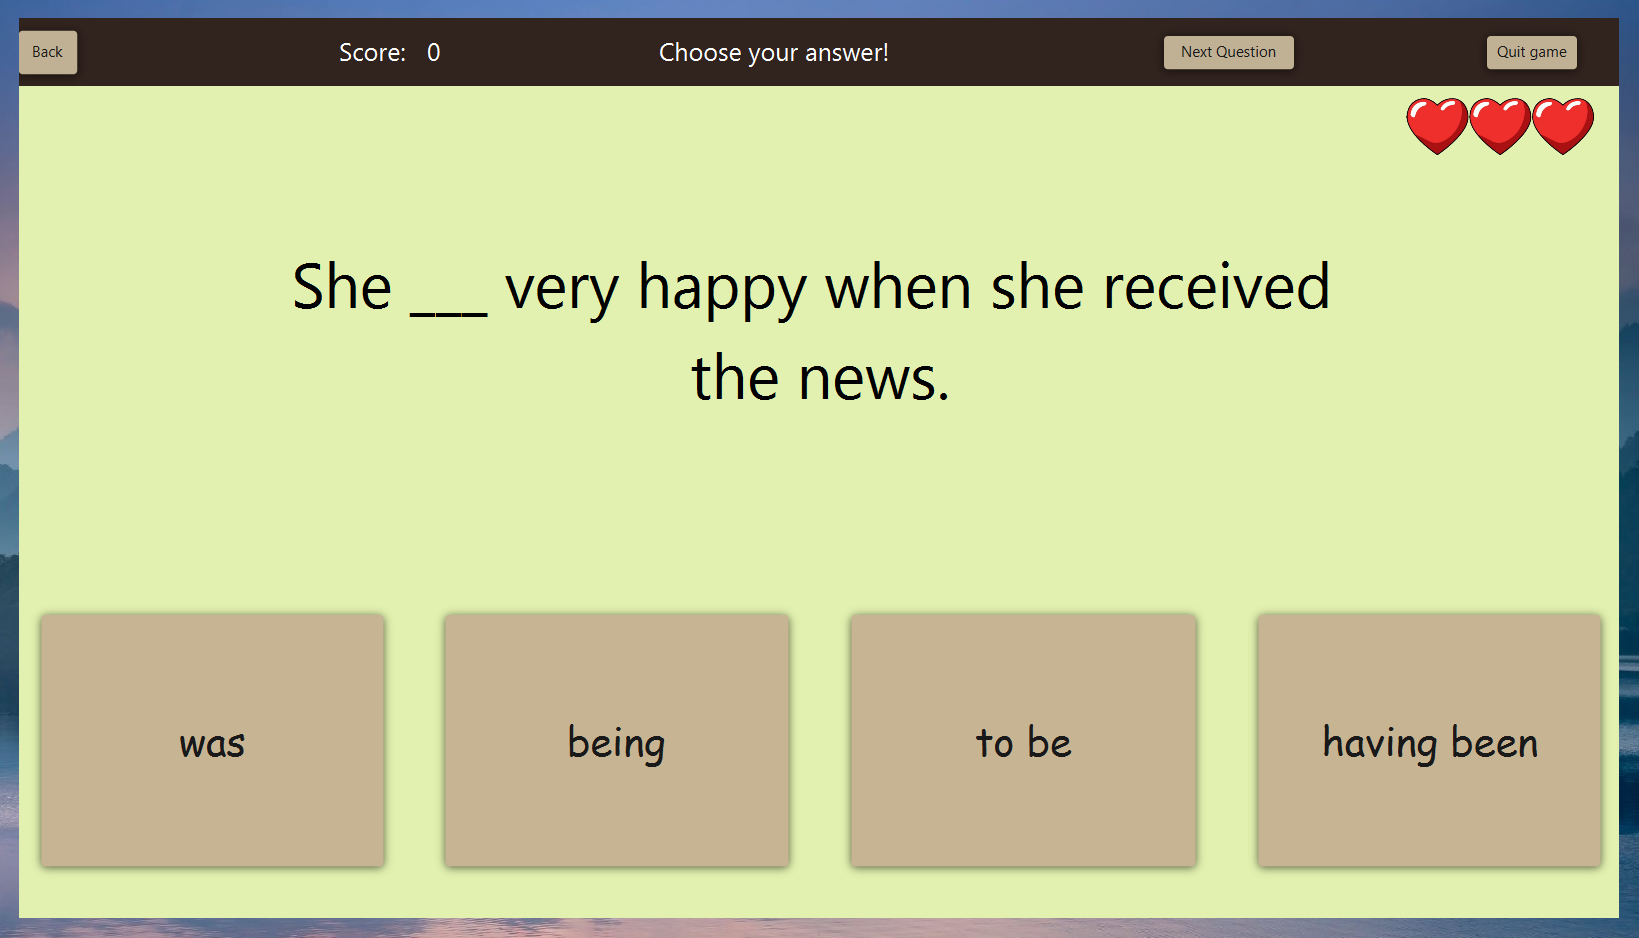 Back
Score: 0
Choose your answer!
Next Question
Quit game
She ___ very happy when she received
the news.
was
being
to be
having been